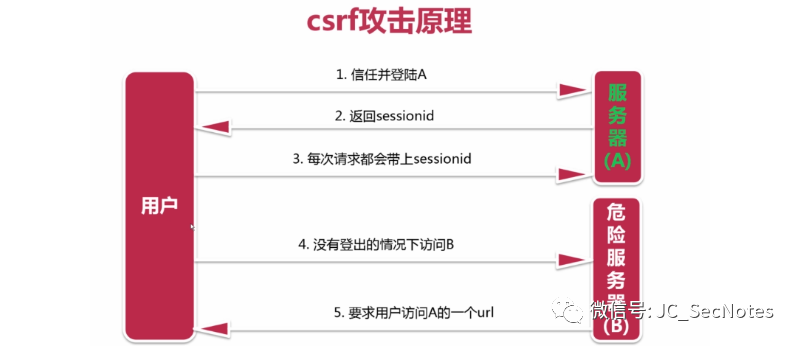 csrf攻击原理
1. 信任并登陆A
2. 返回sessionid
3. 每次请求都会带上sessionid
4. 没有登出的情况下访问B
5. 要求用户访问A的一个url
用户
服
务
器
(A)
危
险
服
务
器
(B)
微信号: JC_SecNotes